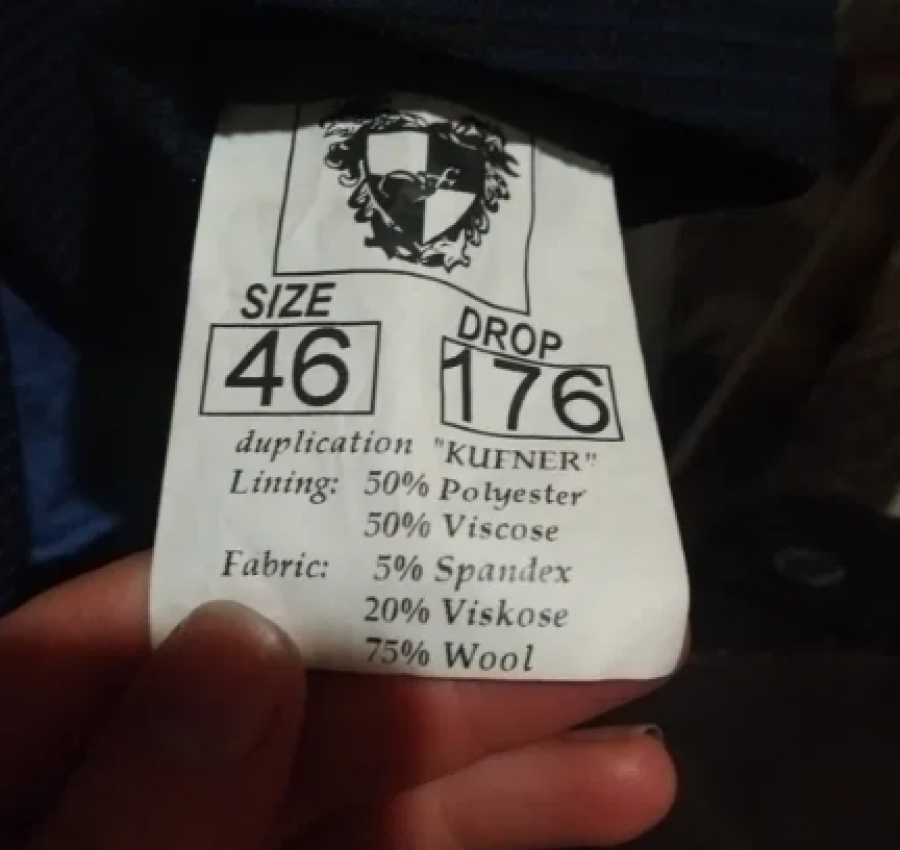 SIZE DROP
46 176
duplication "KUFNER"
Lining: 50% Polyester
50% Viscose
Fabric: 5% Spandex
20% Viskose
75% Wool